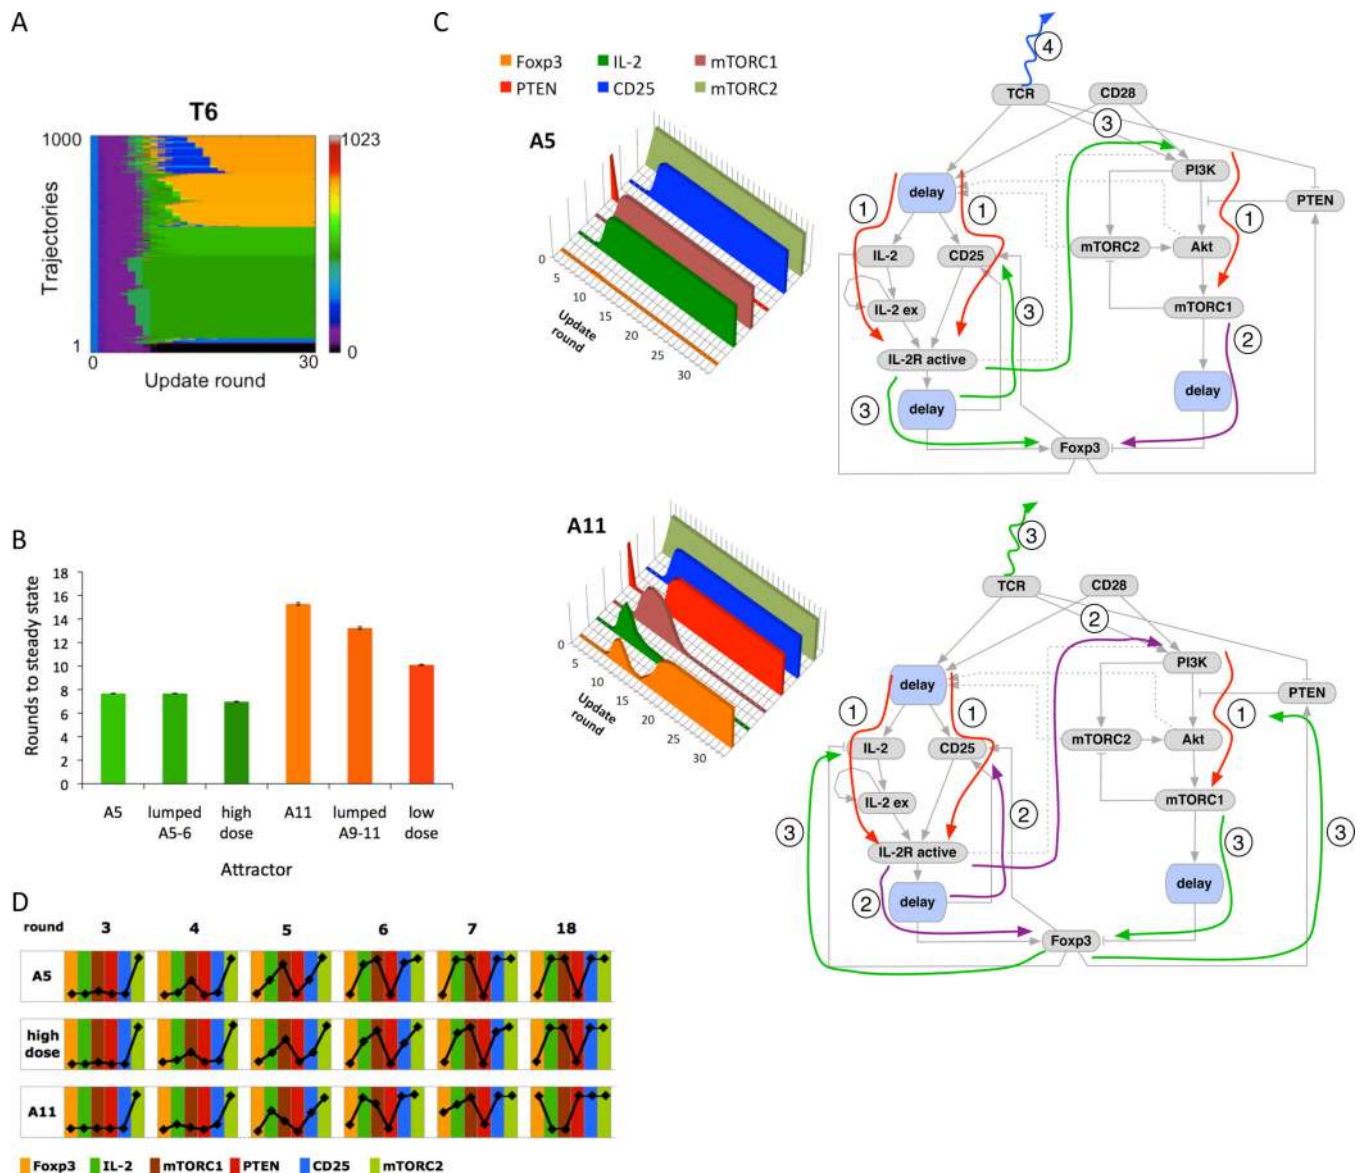 A
T6
1000
1
Trajectories
0
30
Update round
1023
0
B
Rounds to steady state
18
16
14
12
10
8
6
4
2
0
A5
lumped A5-6
high dose
A11
lumped A9-11
low dose
Attractor
C
Foxp3 IL-2 mTORC1
PTEN CD25 mTORC2
A5
0
5
10
15
20
25
30
Update round
4
TCR CD28
3
PI3K
delay
PTEN
1 1 1
IL-2 CD25 mTORC2 Akt
IL-2 ex mTORC1
3
2
IL-2R active
delay delay
3
Foxp3
A11
0
5
10
15
20
25
30
Update round
3
TCR CD28
2
PI3K
delay
PTEN
1 1 1
IL-2 CD25 mTORC2 Akt
IL-2 ex mTORC1
2
3 3 3
IL-2R active
delay delay
2
Foxp3
D
round 3 4 5 6 7 18
A5
high dose
A11
Foxp3 IL-2 mTORC1 PTEN CD25 mTORC2